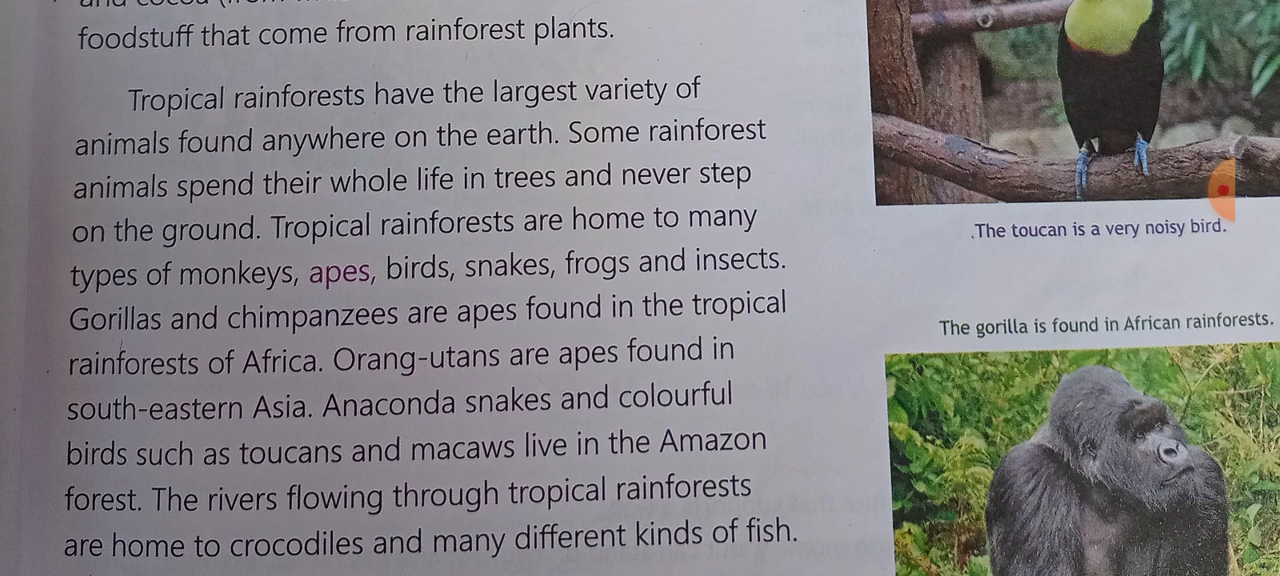 foodstuff that come from rainforest plants.
Tropical rainforests have the largest variety of
animals found anywhere on the earth. Some rainforest
animals spend their whole life in trees and never step
on the ground. Tropical rainforests are home to many
types of monkeys, apes, birds, snakes, frogs and insects.
Gorillas and chimpanzees are apes found in the tropical
rainforests of Africa. Orang-utans are apes found in
south-eastern Asia. Anaconda snakes and colourful
birds such as toucans and macaws live in the Amazon
forest. The rivers flowing through tropical rainforests
are home to crocodiles and many different kinds of fish.
The toucan is a very noisy bird.
The gorilla is found in African rainforests.